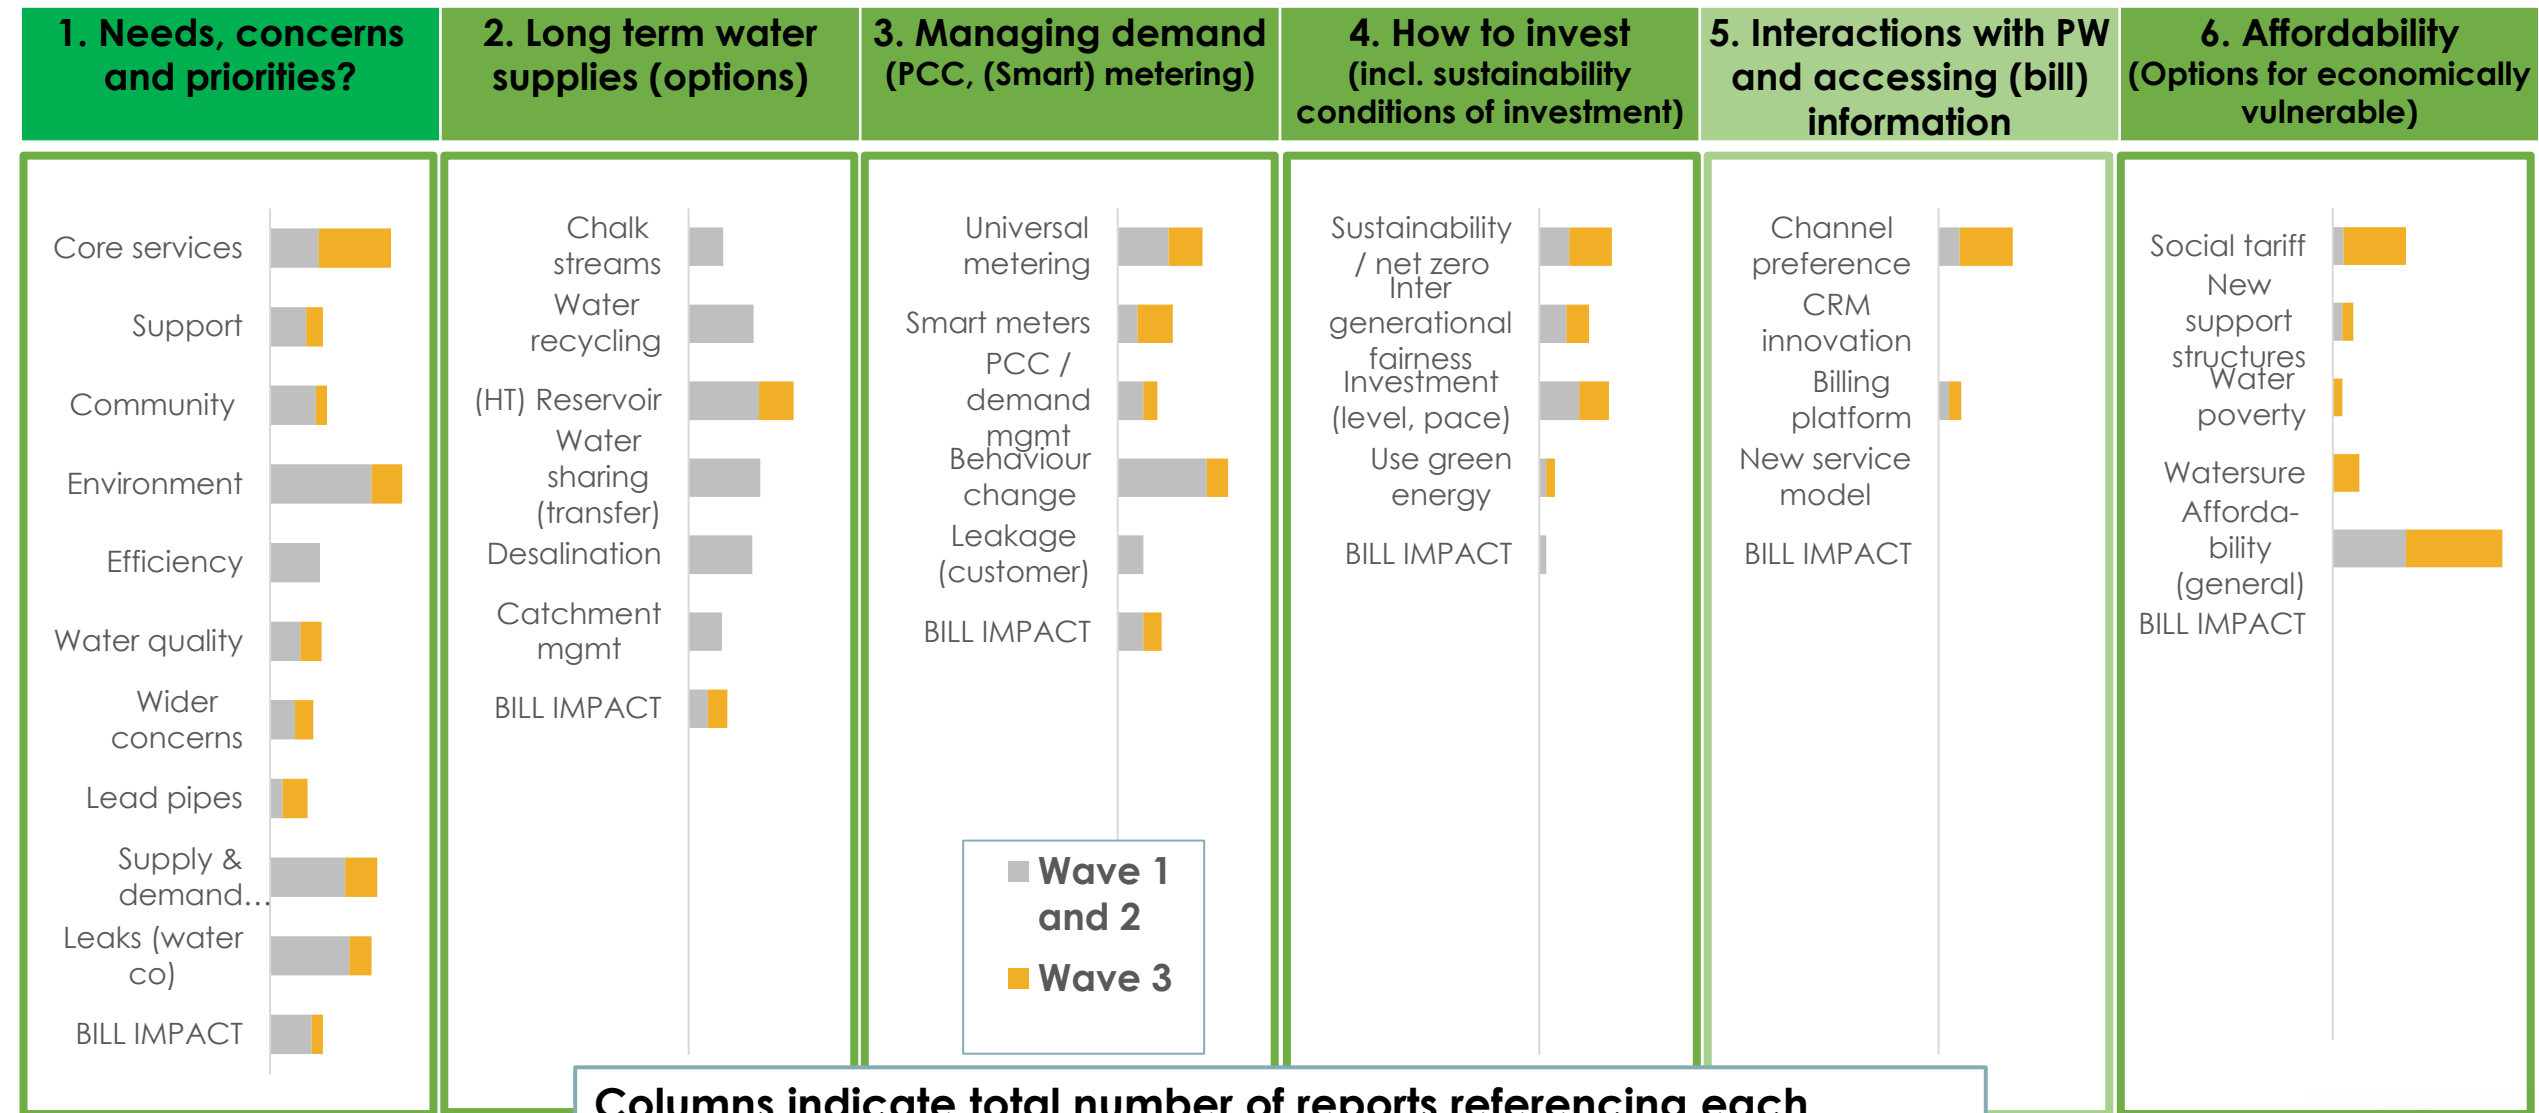 1. Needs, concerns
and priorities?
2. Long term water
supplies (options)
3. Managing demand
(PCC, (Smart) metering)
4. How to invest
(incl. sustainability
conditions of investment)
5. Interactions with PW
and accessing (bill)
information
6. Affordability
(Options for economically
vulnerable)
Core services
Support
Community
Environment
Efficiency
Water quality
Wider
concerns
Lead pipes
Supply &
demand…
Leaks (water
co)
BILL IMPACT
Chalk
streams
Water
recycling
(HT) Reservoir
Water
sharing
(transfer)
Desalination
Catchment
mgmt
BILL IMPACT
Universal
metering
Smart meters
PCC /
demand
mgmt
Behaviour
change
Leakage
(customer)
BILL IMPACT
Wave 1
and 2
Wave 3
Sustainability
/ net zero
Inter
generational
fairness
Investment
(level, pace)
Use green
energy
BILL IMPACT
Channel
preference
CRM
innovation
Billing
platform
New service
model
BILL IMPACT
Social tariff
New
support
structures
Water
poverty
Watersure
Afforda-
bility
(general)
BILL IMPACT
Columns indicate total number of reports referencing each